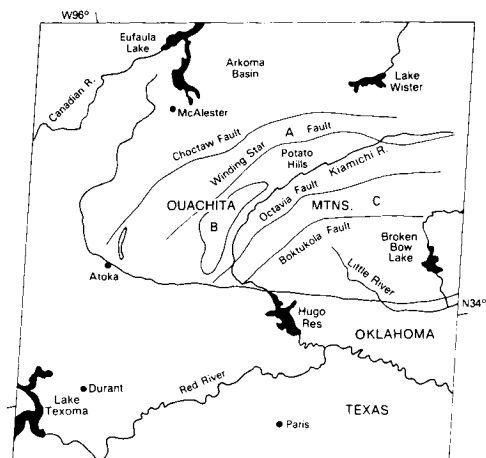 W96°
Eufaula
Lake
Arkoma
Basin
Canadian R.
Lake
Wister
McAlester
Choctaw Fault
A
Winding Star Fault
Potato
Hills
Kiamichi R.
OUACHITA
MTNS.
Octavia Fault
B
C
Boktukola Fault
Broken
Bow
Lake
Little River
Atoka
N34°
Hugo
Res
OKLAHOMA
Red River
Durant
Lake
Texoma
TEXAS
Paris